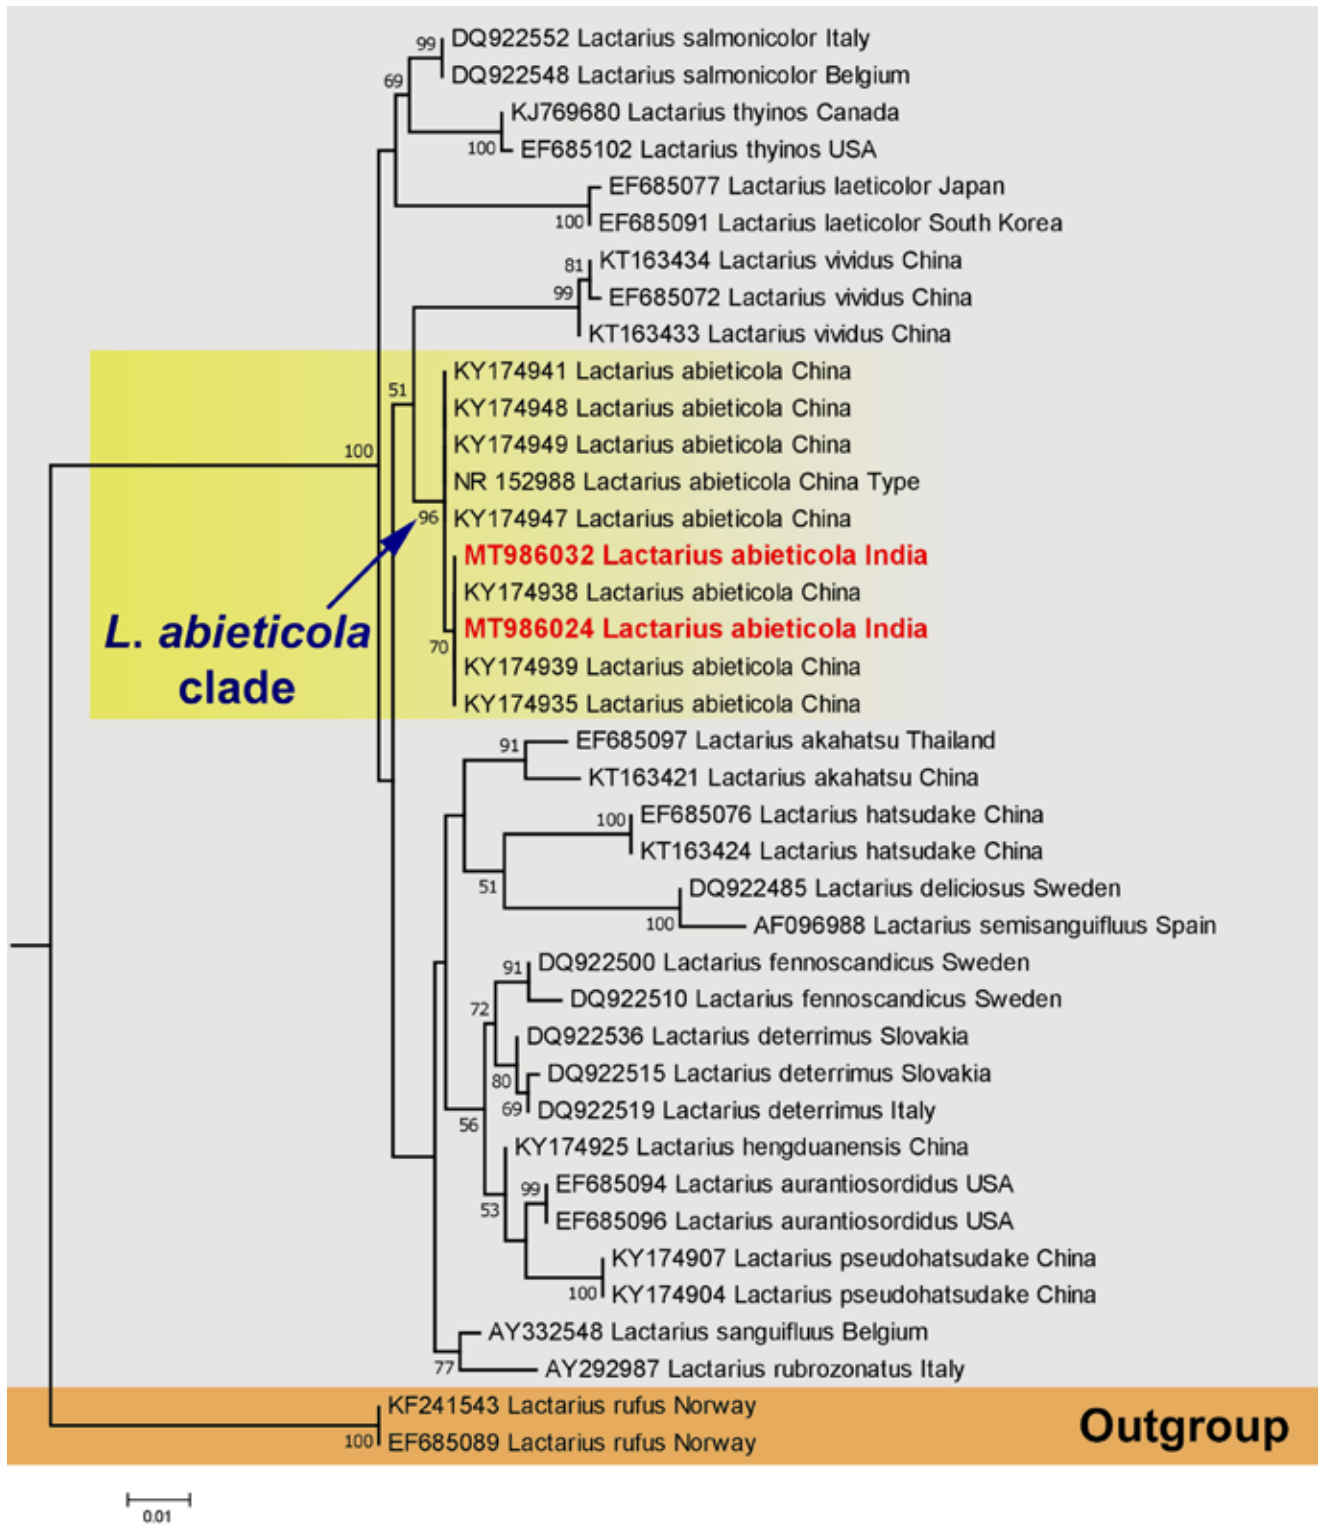 99
DQ922552 Lactarius salmonicolor Italy
69
DQ922548 Lactarius salmonicolor Belgium
KJ769680 Lactarius thyinos Canada
100
EF685102 Lactarius thyinos USA
EF685077 Lactarius laeticolor Japan
100
EF685091 Lactarius laeticolor South Korea
81
KT163434 Lactarius vividus China
99
EF685072 Lactarius vividus China
KT163433 Lactarius vividus China
KY174941 Lactarius abieticola China
51
KY174948 Lactarius abieticola China
100
KY174949 Lactarius abieticola China
NR 152988 Lactarius abieticola China Type
96
KY174947 Lactarius abieticola China
MT986032 Lactarius abieticola India
KY174938 Lactarius abieticola China
L. abieticola
clade
MT986024 Lactarius abieticola India
70
KY174939 Lactarius abieticola China
KY174935 Lactarius abieticola China
91
EF685097 Lactarius akahatsu Thailand
KT163421 Lactarius akahatsu China
100
EF685076 Lactarius hatsudake China
KT163424 Lactarius hatsudake China
51
DQ922485 Lactarius deliciosus Sweden
100
AF096988 Lactarius semisanguifluus Spain
91
DQ922500 Lactarius fennoscandicus Sweden
DQ922510 Lactarius fennoscandicus Sweden
72
DQ922536 Lactarius deterrimus Slovakia
80
DQ922515 Lactarius deterrimus Slovakia
69
DQ922519 Lactarius deterrimus Italy
56
KY174925 Lactarius hengduanensis China
99
EF685094 Lactarius aurantiosordidus USA
53
EF685096 Lactarius aurantiosordidus USA
KY174907 Lactarius pseudohatsudake China
100
KY174904 Lactarius pseudohatsudake China
AY332548 Lactarius sanguifluus Belgium
77
AY292987 Lactarius rubrozonatus Italy
KF241543 Lactarius rufus Norway
100
EF685089 Lactarius rufus Norway
Outgroup
0.01